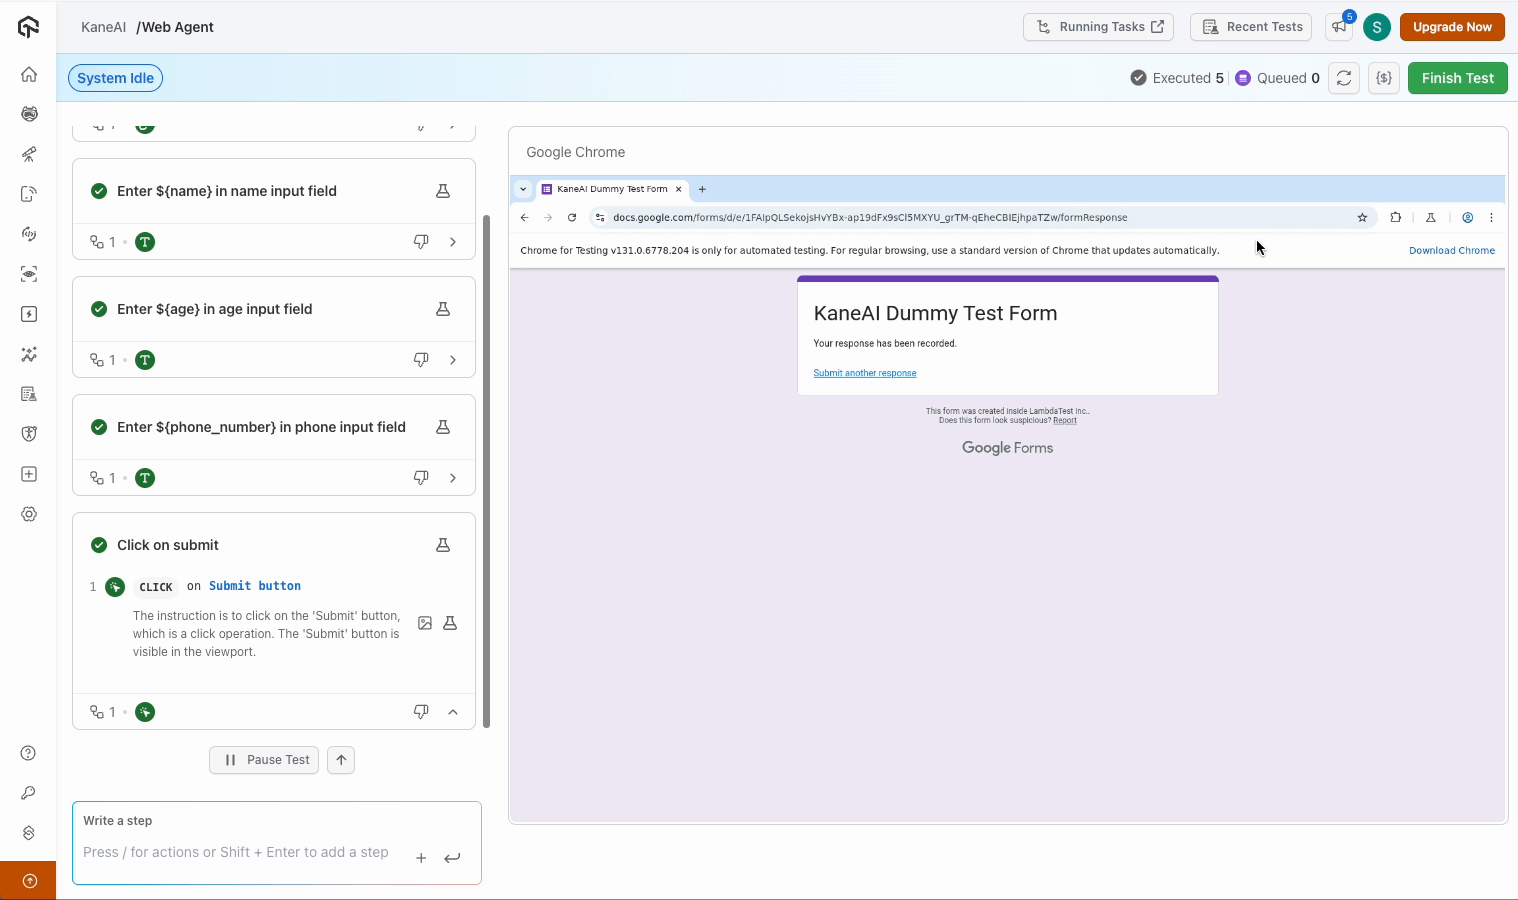 KaneAI /Web Agent
Running Tasks
Recent Tests
5
S
Upgrade Now
System Idle
Executed 5
Queued 0
{$}
Finish Test
1
Enter ${name} in name input field
1
T
Enter ${age} in age input field
1
T
Enter ${phone_number} in phone input field
1
T
Click on submit
1 CLICK on Submit button
The instruction is to click on the 'Submit' button,
which is a click operation. The 'Submit' button is
visible in the viewport.
1
Pause Test
Write a step
Press / for actions or Shift + Enter to add a step
Google Chrome
KaneAI Dummy Test Form
docs.google.com/forms/d/e/1FAIpQLSekojsHvYBx-ap19dFx9sCl5MXYU_grTM-qEheCBIEjhpaTZw/formResponse
Chrome for Testing v131.0.6778.204 is only for automated testing. For regular browsing, use a standard version of Chrome that updates automatically.
Download Chrome
KaneAI Dummy Test Form
Your response has been recorded.
Submit another response
This form was created inside LambdaTest Inc..
Does this form look suspicious? Report
Google Forms